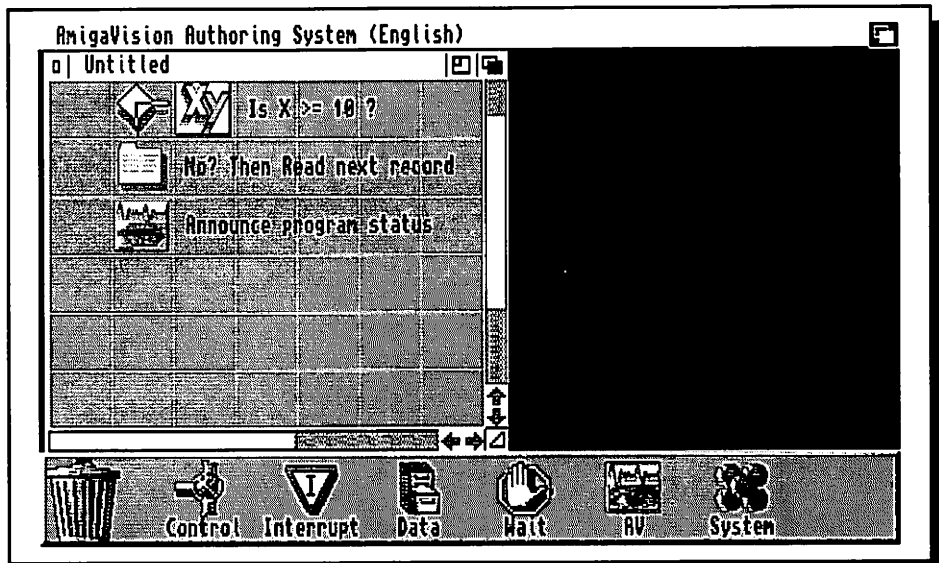 AmigaVision Authoring System (English)
Untitled
Xy Is X >= 10 ?
No? Then Read next record
Announce program status
I
Control Interrupt Data Wait AV System